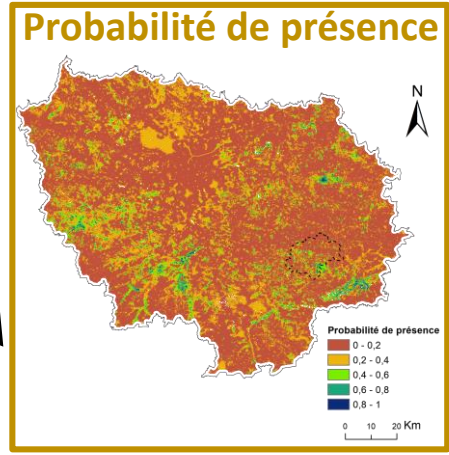 Probabilité de présence
N
Probabilité de présence
0 - 0,2
0,2 - 0,4
0,4 - 0,6
0,6 - 0,8
0,8 - 1
0 10 20 Km